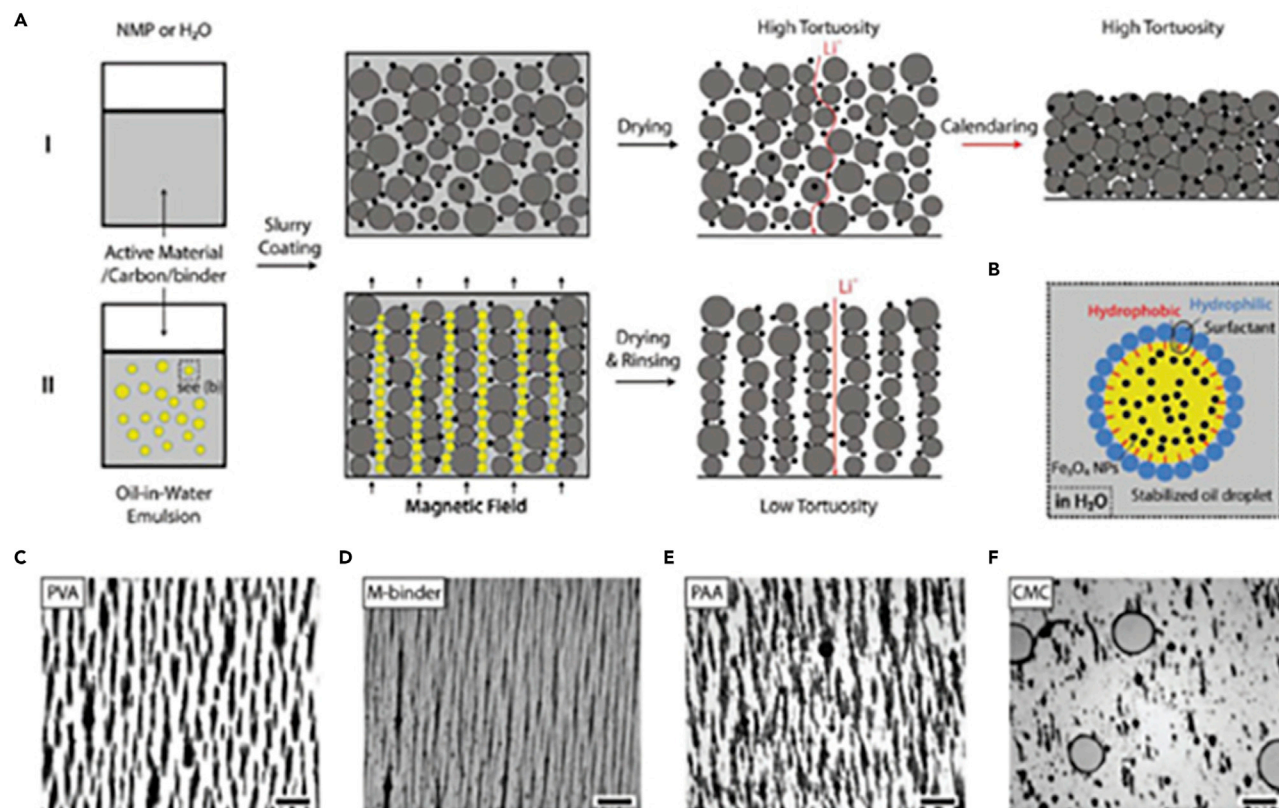 A
NMP or H₂O
I
Active Material
/Carbon/binder
Slurry
Coating
Drying
High Tortuosity
Li⁺
Calendaring
High Tortuosity
II
see (b)
Oil-in-Water
Emulsion
Magnetic Field
Drying
& Rinsing
Li⁺
Low Tortuosity
B
Hydrophobic
Hydrophilic
Surfactant
Fe₃O₄ NPs
Stabilized oil droplet
in H₂O
C
PVA
D
M-binder
E
PAA
F
CMC